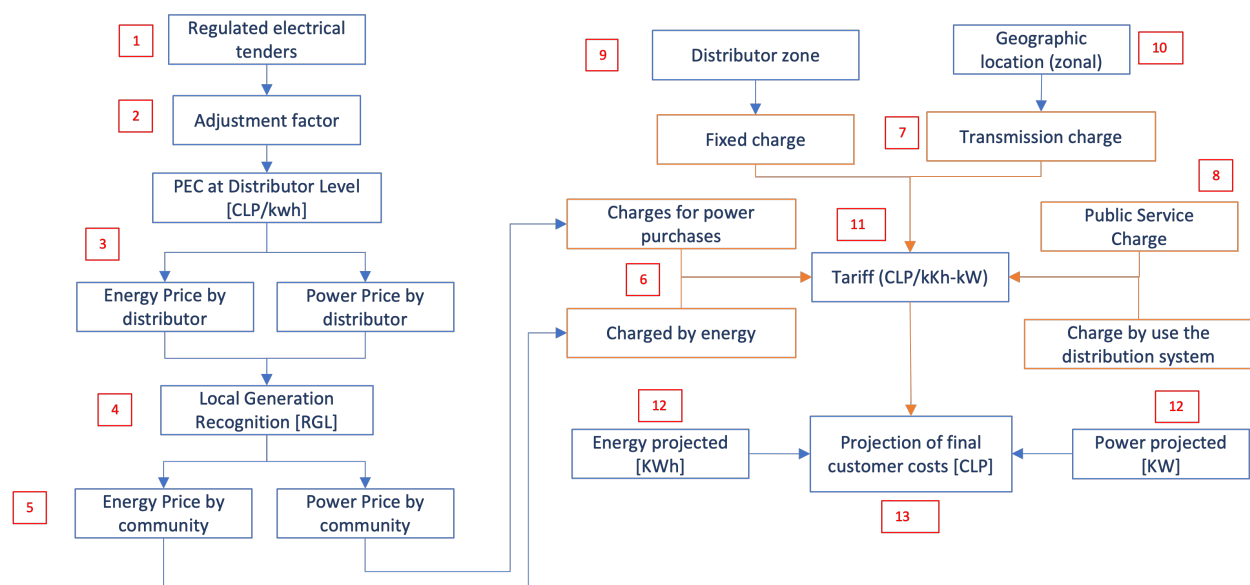 1
Regulated electrical
tenders
2
Adjustment factor
PEC at Distributor Level
[CLP/kwh]
3
Energy Price by
distributor
Power Price by
distributor
4
Local Generation
Recognition [RGL]
5
Energy Price by
community
Power Price by
community
9
Distributor zone
Geographic
location (zonal)
10
Fixed charge
7
Transmission charge
8
Charges for power
purchases
11
Public Service
Charge
6
Tariff (CLP/kKh-kW)
Charged by energy
Charge by use the
distribution system
12
12
Energy projected
[KWh]
Projection of final
customer costs [CLP]
Power projected
[KW]
13